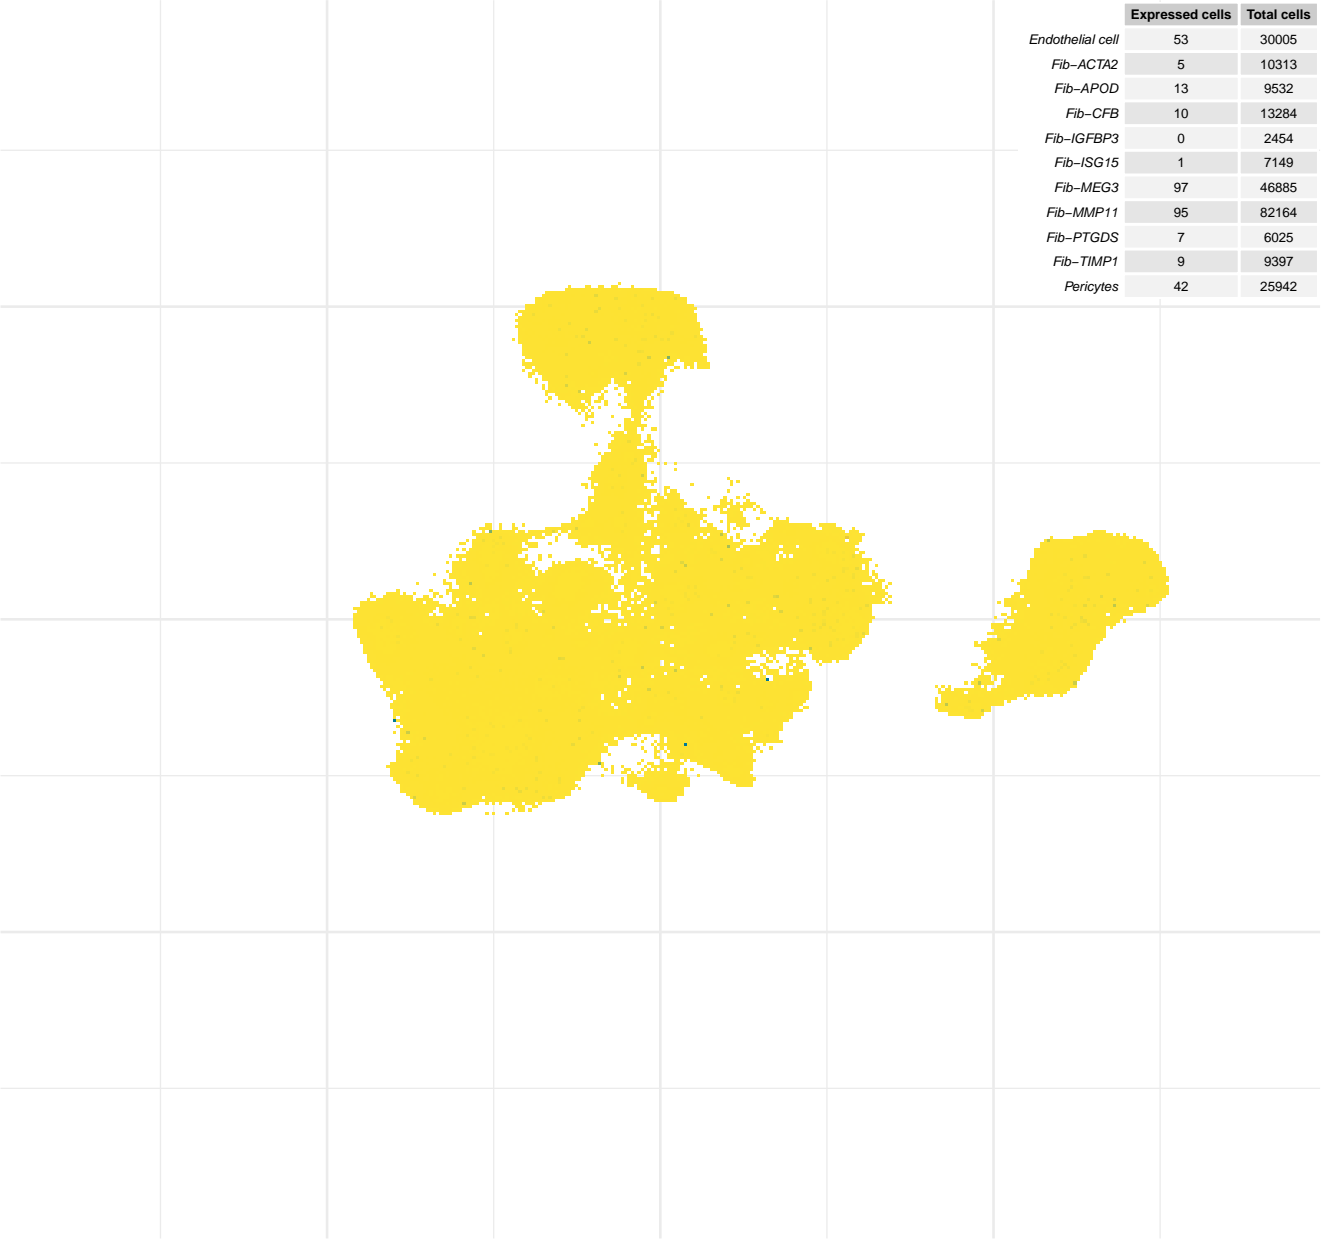 Expressed cells Total cells
Endothelial cell 53 30005
Fib−ACTA2 5 10313
Fib−APOD 13 9532
Fib−CFB 10 13284
Fib−IGFBP3 0 2454
Fib−ISG15 1 7149
Fib−MEG3 97 46885
Fib−MMP11 95 82164
Fib−PTGDS 7 6025
Fib−TIMP1 9 9397
Pericytes 42 25942